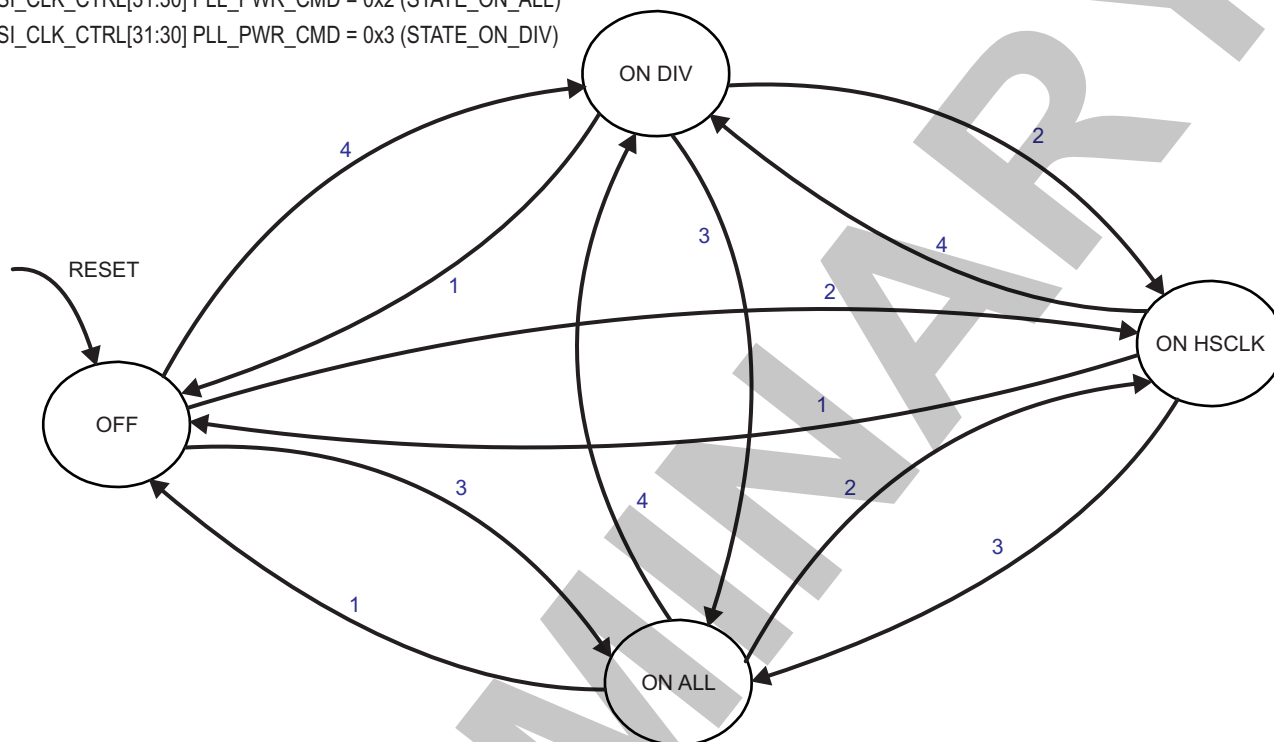 SI_CLK_CTRL[31:30] PLL_PWR_CMD = 0x2 (STATE_ON_ALL)
SI_CLK_CTRL[31:30] PLL_PWR_CMD = 0x3 (STATE_ON_DIV)
ON DIV
2
4
3
4
RESET
1
2
ON HSCLK
1
OFF
3
2
4
3
1
ON ALL
MINARY